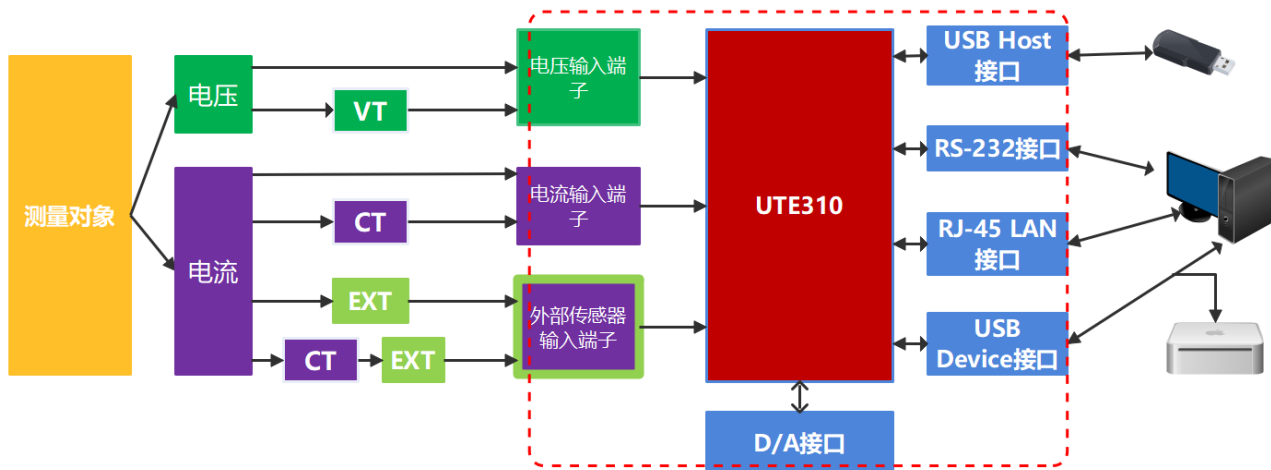 测量对象
电压
VT
电压输入端
子
电流
CT
电流输入端
子
EXT
CT
EXT
外部传感器
输入端子
UTE310
D/A接口
USB Host
接口
RS-232接口
RJ-45 LAN
接口
USB
Device接口